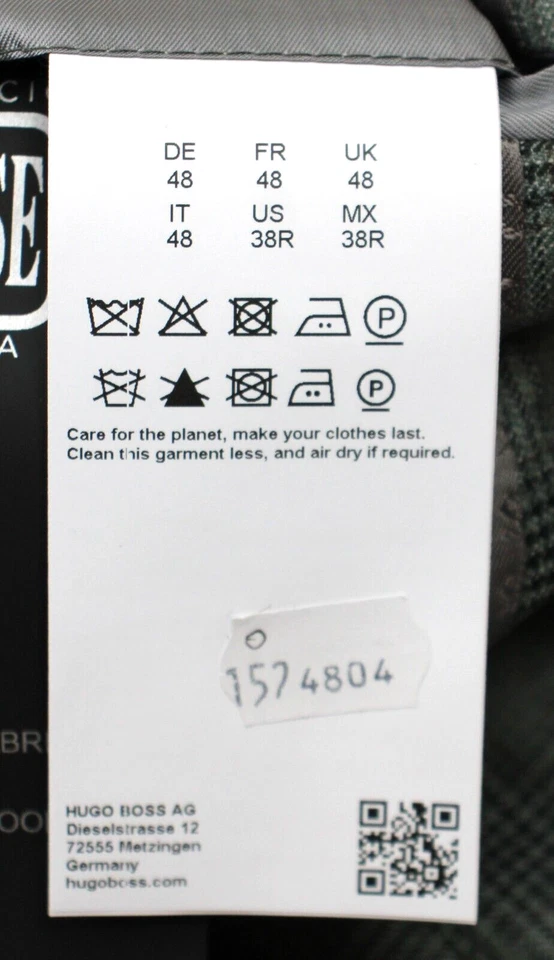 DE FR UK
48 48 48
IT US MX
48 38R 38R
P
P
Care for the planet, make your clothes last.
Clean this garment less, and air dry if required.
1574804
HUGO BOSS AG
Dieselstrasse 12
72555 Metzingen
Germany
hugoboss.com
SE
A
BRI